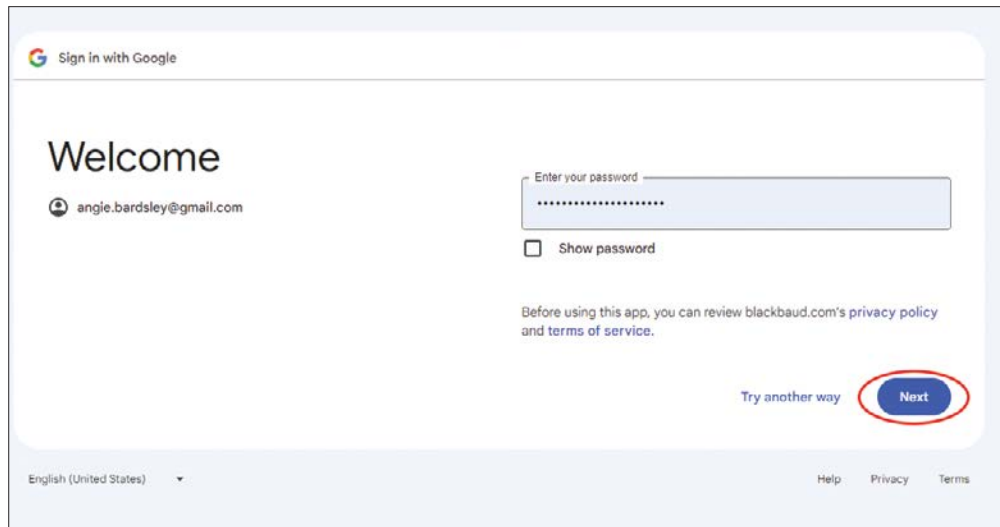 Sign in with Google
Welcome
angie.bardsley@gmail.com
Enter your password
•••••••••••••••••••••
Show password
Before using this app, you can review blackbaud.com's privacy policy
and terms of service.
Try another way
Next
English (United States)
Help Privacy Terms